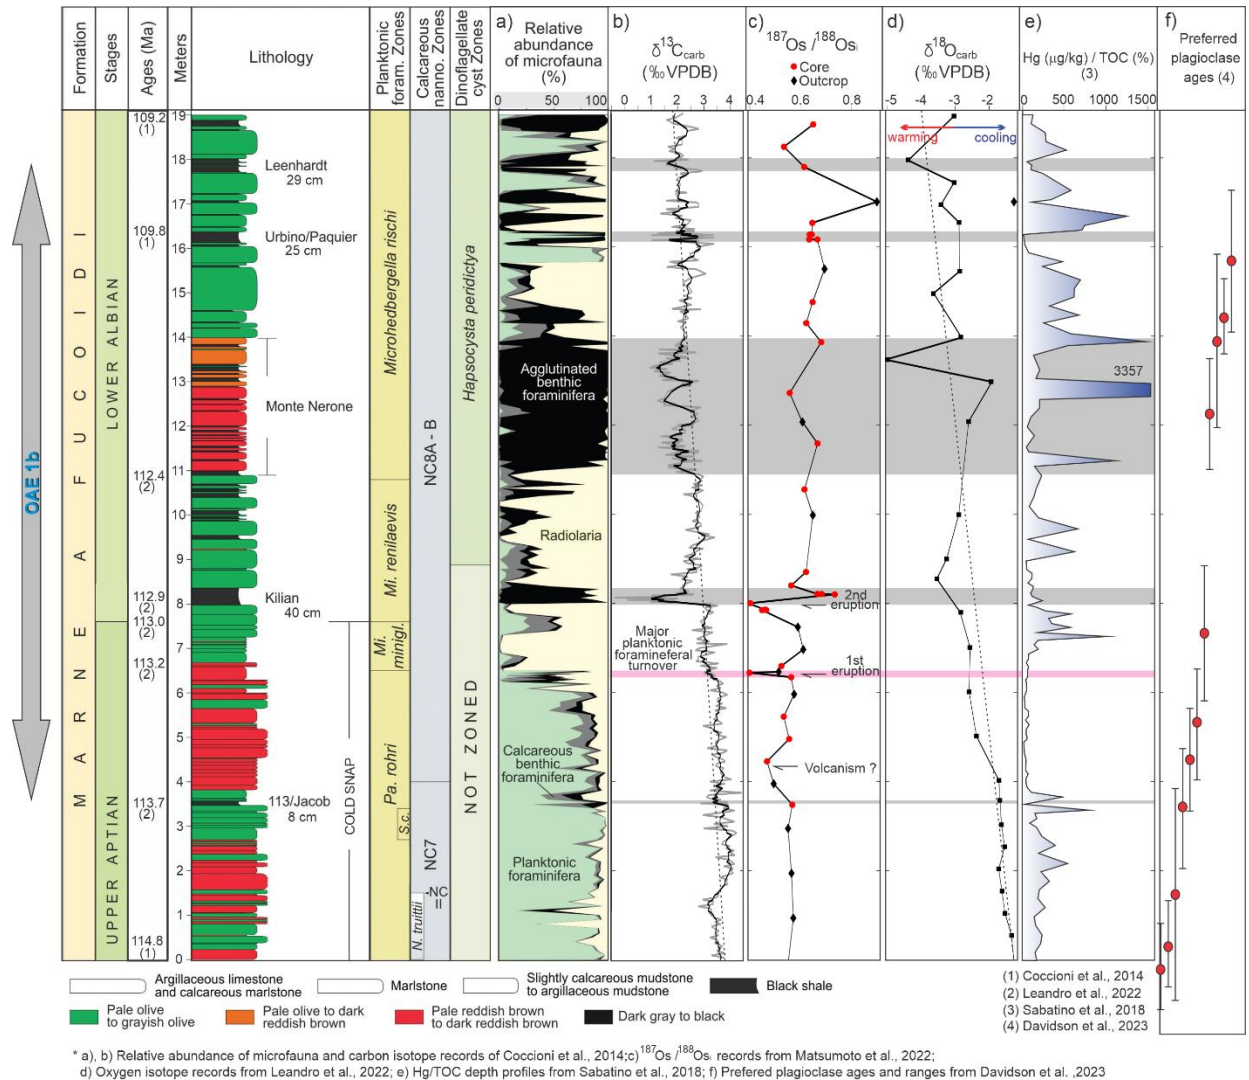 Formation
Stages
Ages (Ma)
Meters
Lithology
Planktonic
foram. Zones
Calcareous
nanno. Zones
Dinoflagellate
cyst Zones
a)
Relative
abundance
of microfauna
(%)
0 50 100
b)
δ13Ccarb
(‰ VPDB)
0 1 2 3 4
c)
187Os /188Osi
Core
Outcrop
0.4 0.6 0.8
d)
δ18Ocarb
(‰ VPDB)
-5 -4 -3 -2
warming
cooling
e)
Hg (μg/kg) / TOC (%)
(3)
0 500 1000 1500
f)
Preferred
plagioclase
ages (4)
OAE 1b
MARNE A FUCOIDI
LOWER ALBIAN
UPPER APTIAN
109.2
(1)
109.8
(1)
112.4
(2)
112.9
(2)
113.0
(2)
113.2
(2)
113.7
(2)
114.8
(1)
19
18
17
16
15
14
13
12
11
10
9
8
7
6
5
4
3
2
1
0
Leenhardt
29 cm
Urbino/Paquier
25 cm
Monte Nerone
Kilian
40 cm
113/Jacob
8 cm
COLD SNAP
Microhedbergella rischi
Mi. renilaevis
Mi.
minigl.
Pa. rohri
S.c.
NC8A - B
NC7
-NC
II
N. truittii
Hapsocysta peridictya
NOT ZONED
Agglutinated
benthic
foraminifera
Radiolaria
Calcareous
benthic
foraminifera
Planktonic
foraminifera
Major
planktonic
foramineferal
turnover
2nd
eruption
1st
eruption
Volcanism ?
3357
Argillaceous limestone
and calcareous marlstone
Marlstone
Slightly calcareous mudstone
to argillaceous mudstone
Black shale
Pale olive
to grayish olive
Pale olive to dark
reddish brown
Pale reddish brown
to dark reddish brown
Dark gray to black
(1) Coccioni et al., 2014
(2) Leandro et al., 2022
(3) Sabatino et al., 2018
(4) Davidson et al., 2023
* a), b) Relative abundance of microfauna and carbon isotope records of Coccioni et al., 2014;c) 187Os /188Osi records from Matsumoto et al., 2022;
d) Oxygen isotope records from Leandro et al., 2022; e) Hg/TOC depth profiles from Sabatino et al., 2018; f) Prefered plagioclase ages and ranges from Davidson et al. ,2023